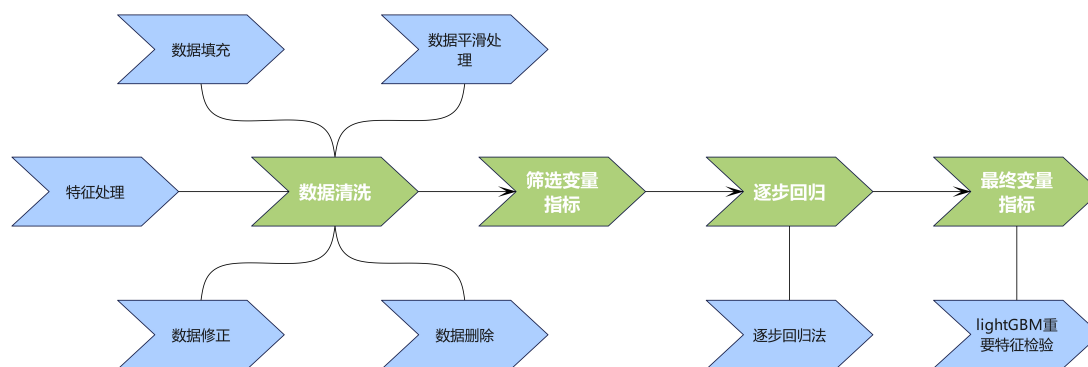 数据填充
数据平滑处
理
特征处理
数据清洗
筛选变量
指标
逐步回归
最终变量
指标
数据修正
数据删除
逐步回归法
lightGBM重
要特征检验